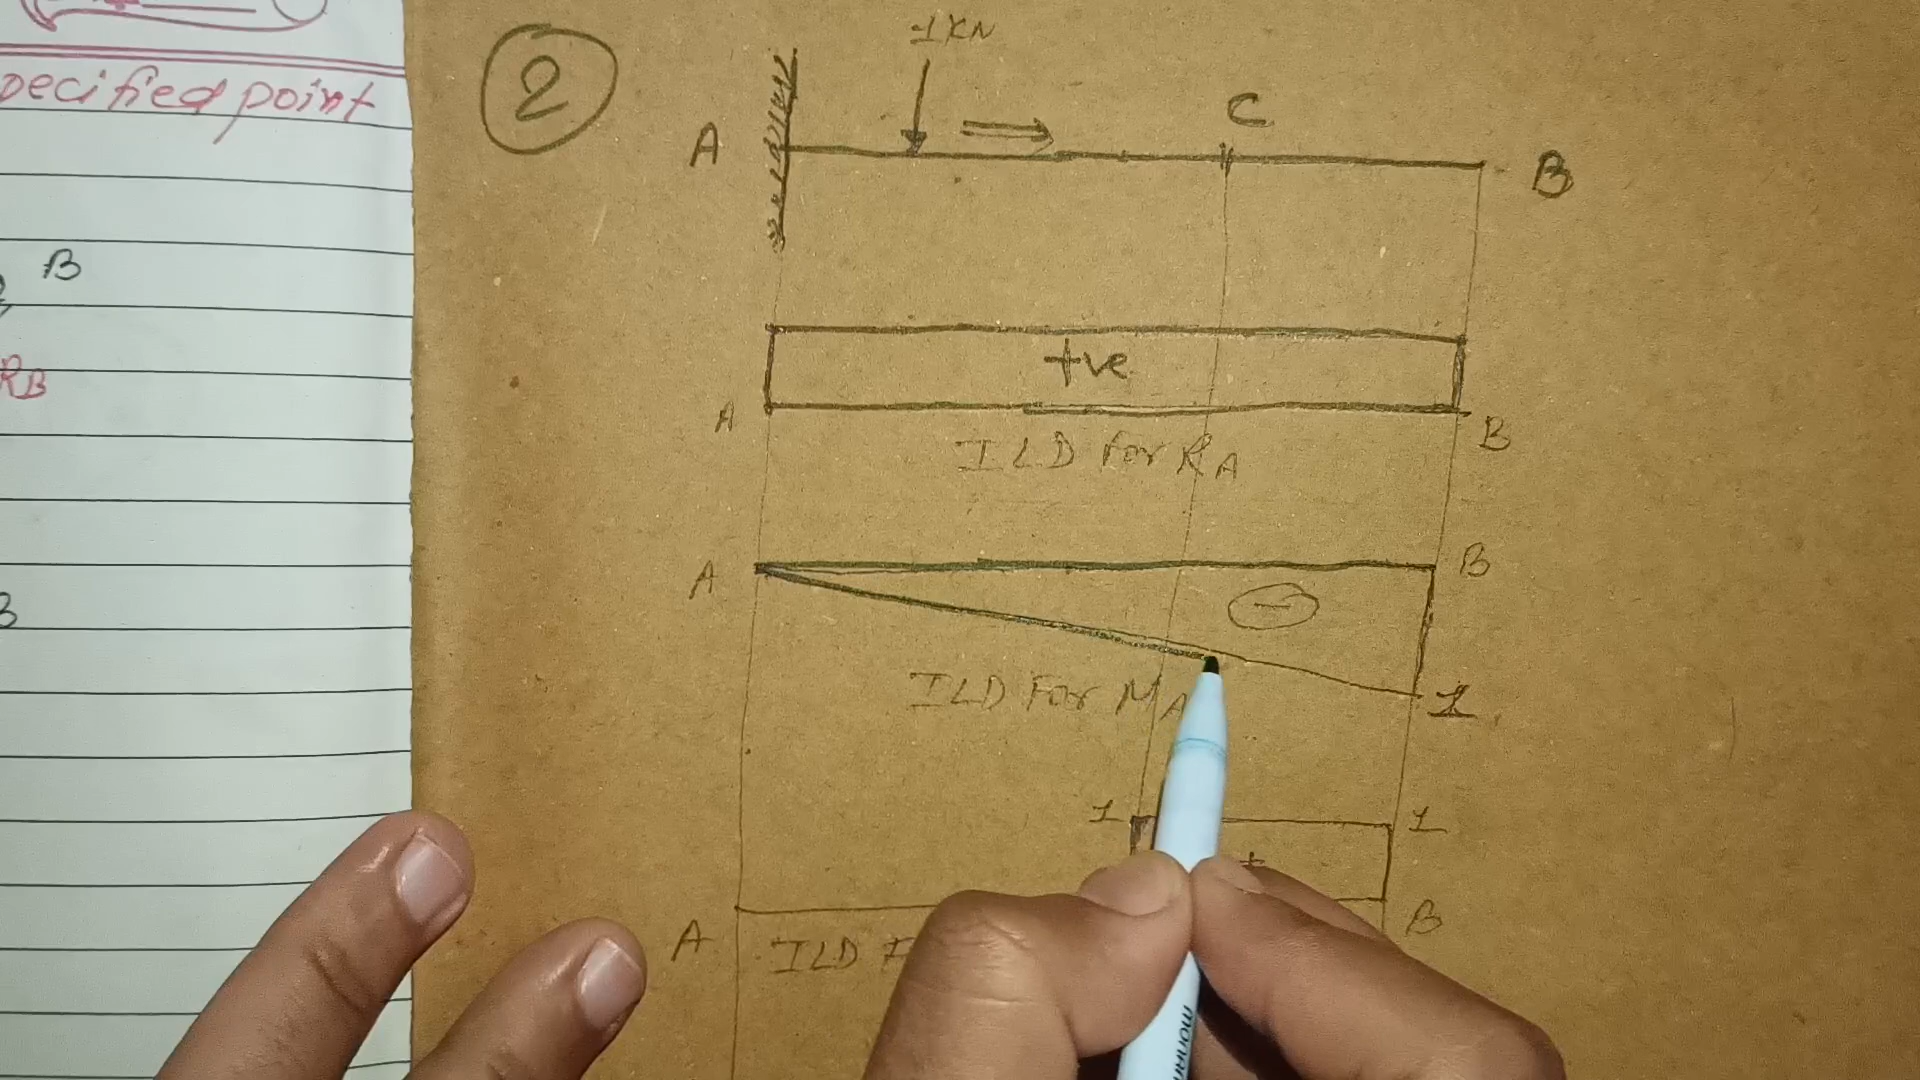 pecified point
B
RB
2
1KN
C
A
B
+ve
A
B
ILD For RA
A
B
-
ILD For MA
1
1
1
+
A
B
ILD F